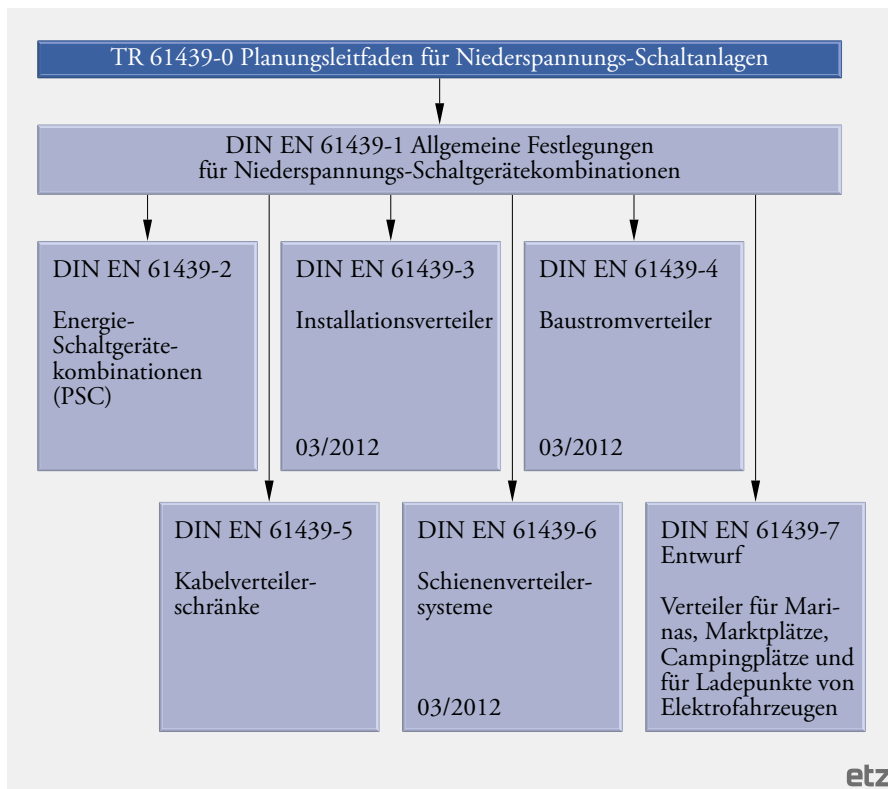 TR 61439-0 Planungsleitfaden für Niederspannungs-Schaltanlagen
DIN EN 61439-1 Allgemeine Festlegungen
für Niederspannungs-Schaltgerätekombinationen
DIN EN 61439-2
Energie-
Schaltgeräte-
kombinationen
(PSC)
DIN EN 61439-3
Installationsverteiler
03/2012
DIN EN 61439-4
Baustromverteiler
03/2012
DIN EN 61439-5
Kabelverteiler-
schränke
DIN EN 61439-6
Schienenverteiler-
systeme
03/2012
DIN EN 61439-7
Entwurf
Verteiler für Mari-
nas, Marktplätze,
Campingplätze und
für Ladepunkte von
Elektrofahrzeugen
etz